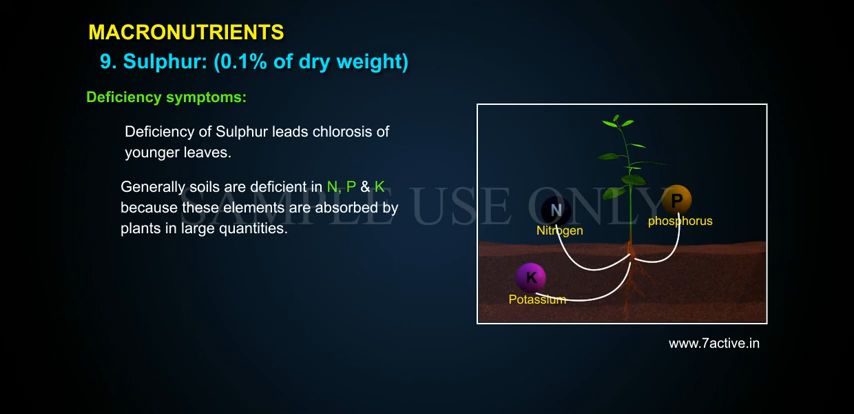 MACRONUTRIENTS
9. Sulphur: (0.1% of dry weight)
Deficiency symptoms:
Deficiency of Sulphur leads chlorosis of
younger leaves.
Generally soils are deficient in N, P & K
because these elements are absorbed by
plants in large quantities.
SAMPLE USE ONLY
N
Nitrogen
P
phosphorus
K
Potassium
www.7active.in